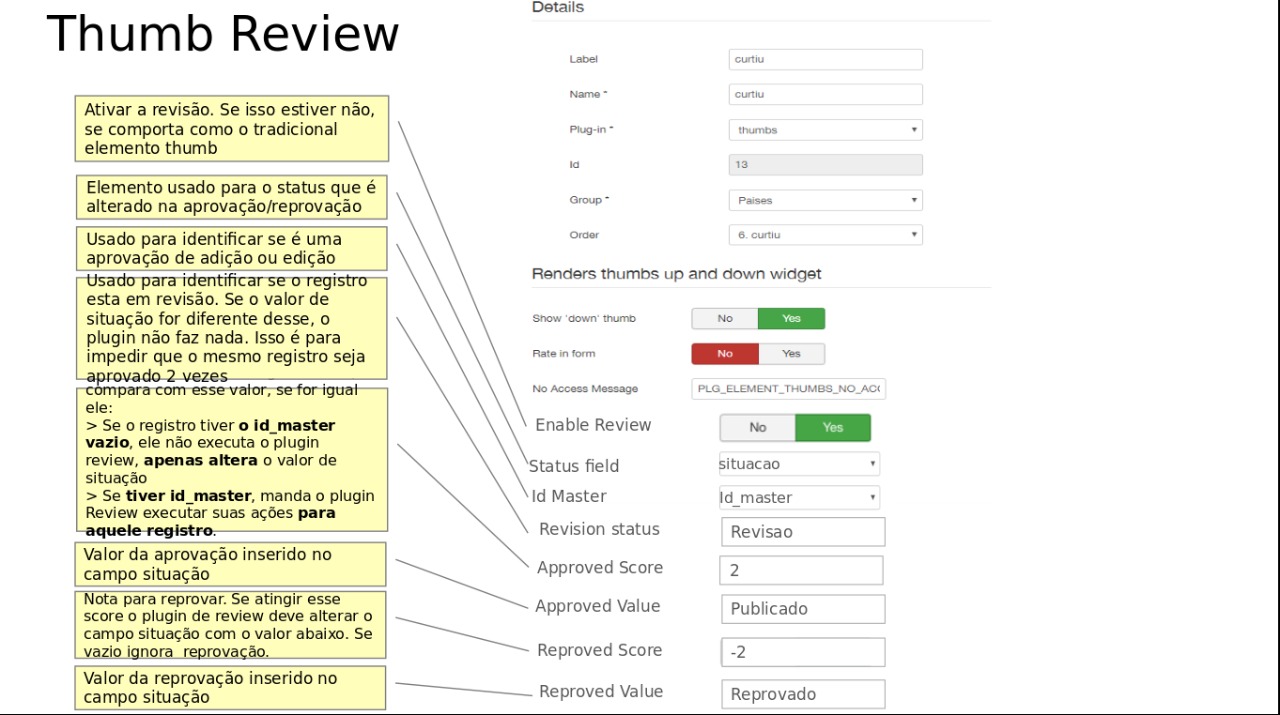 Thumb Review
Ativar a revisão. Se isso estiver não,
se comporta como o tradicional
elemento thumb
Elemento usado para o status que é
alterado na aprovação/reprovação
Usado para identificar se é uma
aprovação de adição ou edição
Usado para identificar se o registro
esta em revisão. Se o valor de
situação for diferente desse, o
plugin não faz nada. Isso é para
impedir que o mesmo registro seja
aprovado 2 vezes
compara com esse valor, se for igual
ele:
> Se o registro tiver o id_master
vazio, ele não executa o plugin
review, apenas altera o valor de
situação
> Se tiver id_master, manda o plugin
Review executar suas ações para
aquele registro.
Valor da aprovação inserido no
campo situação
Nota para reprovar. Se atingir esse
score o plugin de review deve alterar o
campo situação com o valor abaixo. Se
vazio ignora  reprovação.
Valor da reprovação inserido no
campo situação
Details
Label curtiu
Name * curtiu
Plug-in * thumbs
Id 13
Group * Paises
Order 6. curtiu
Renders thumbs up and down widget
Show 'down' thumb No Yes
Rate in form No Yes
No Access Message PLG_ELEMENT_THUMBS_NO_ACC
Enable Review No Yes
Status field situacao
Id Master Id_master
Revision status Revisao
Approved Score 2
Approved Value Publicado
Reproved Score -2
Reproved Value Reprovado